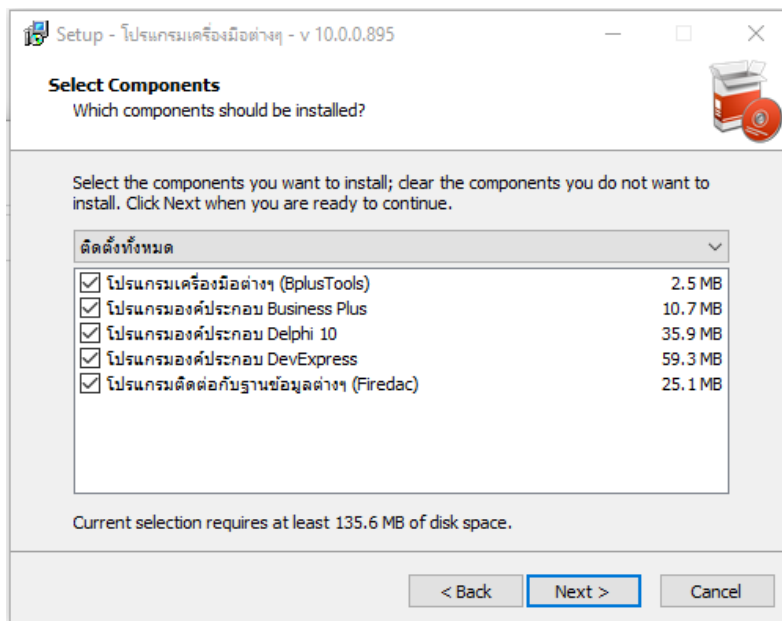 Setup - โปรแกรมเครื่องมือต่างๆ - v 10.0.0.895
Select Components
Which components should be installed?
Select the components you want to install; clear the components you do not want to
install. Click Next when you are ready to continue.
ติดตั้งทั้งหมด
โปรแกรมเครื่องมือต่างๆ (BplusTools) 2.5 MB
โปรแกรมองค์ประกอบ Business Plus 10.7 MB
โปรแกรมองค์ประกอบ Delphi 10 35.9 MB
โปรแกรมองค์ประกอบ DevExpress 59.3 MB
โปรแกรมติดต่อกับฐานข้อมูลต่างๆ (Firedac) 25.1 MB
Current selection requires at least 135.6 MB of disk space.
< Back Next > Cancel